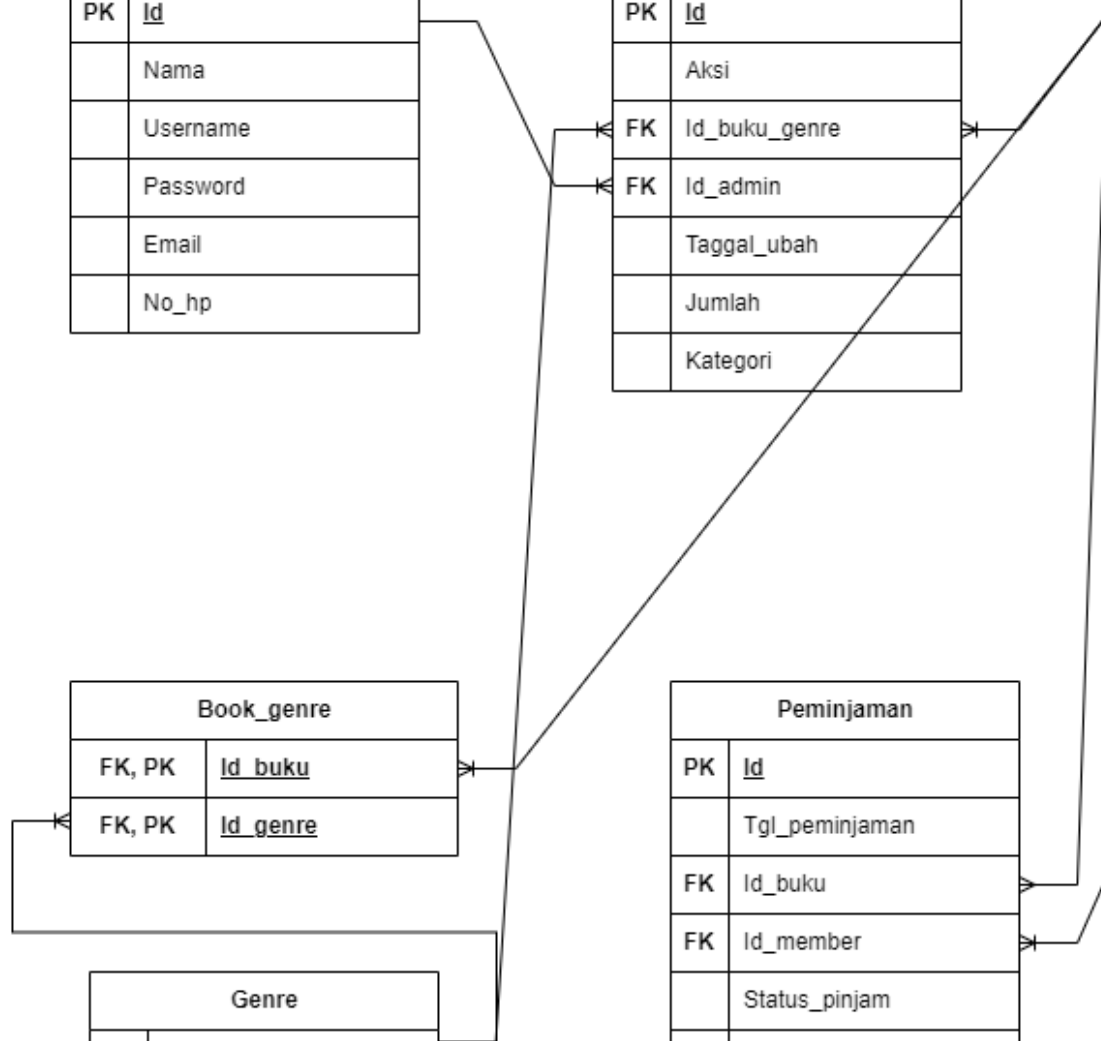 PK Id
Nama
Username
Password
Email
No_hp
PK Id
Aksi
FK Id_buku_genre
FK Id_admin
Taggal_ubah
Jumlah
Kategori
Book_genre
FK, PK Id_buku
FK, PK Id_genre
Genre
Peminjaman
PK Id
Tgl_peminjaman
FK Id_buku
FK Id_member
Status_pinjam